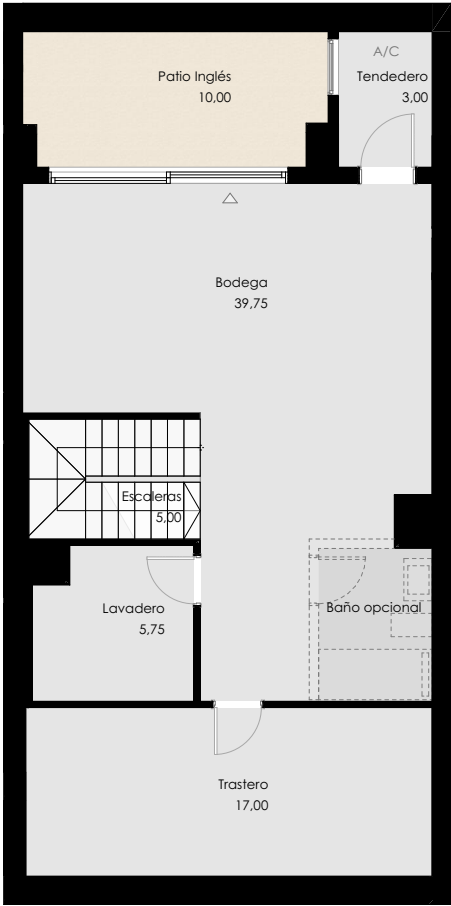 A/C
Patio Inglés
10,00
Tendedero
3,00
Bodega
39,75
Escaleras
5,00
Lavadero
5,75
Baño opcional
Trastero
17,00